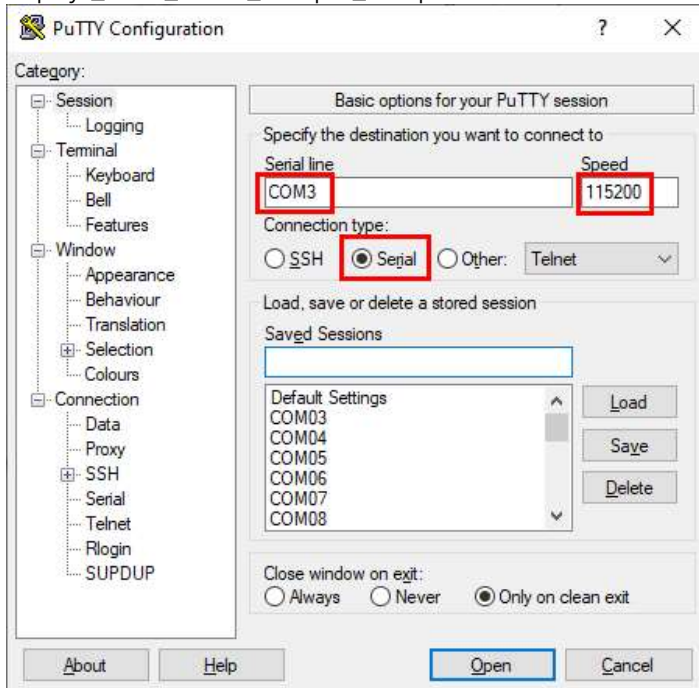 PuTTY Configuration
?
Category:
Session
Logging
Terminal
Keyboard
Bell
Features
Window
Appearance
Behaviour
Translation
Selection
Colours
Connection
Data
Proxy
SSH
Serial
Telnet
Rlogin
SUPDUP
Basic options for your PuTTY session
Specify the destination you want to connect to
Serial line
Speed
COM3
115200
Connection type:
SSH
Serial
Other:
Telnet
Load, save or delete a stored session
Saved Sessions
Default Settings
COM03
COM04
COM05
COM06
COM07
COM08
Load
Save
Delete
Close window on exit:
Always
Never
Only on clean exit
About
Help
Open
Cancel